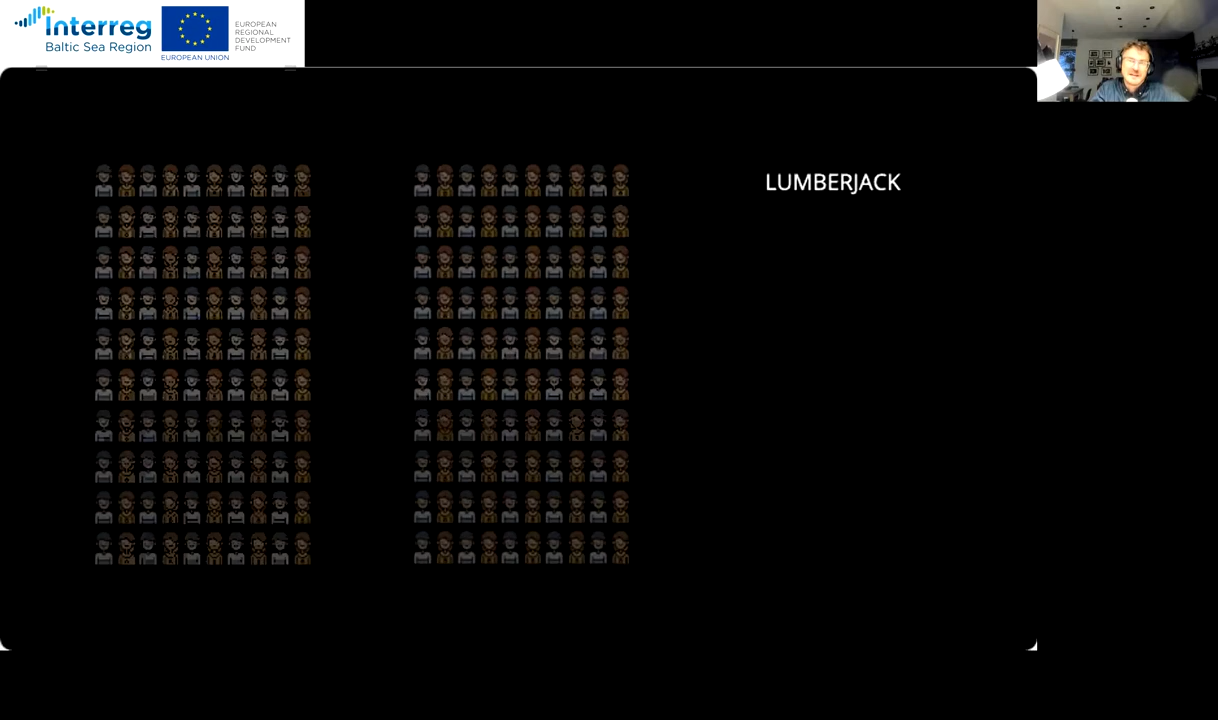 Interreg
Baltic Sea Region
EUROPEAN UNION
EUROPEAN
REGIONAL
DEVELOPMENT
FUND
LUMBERJACK